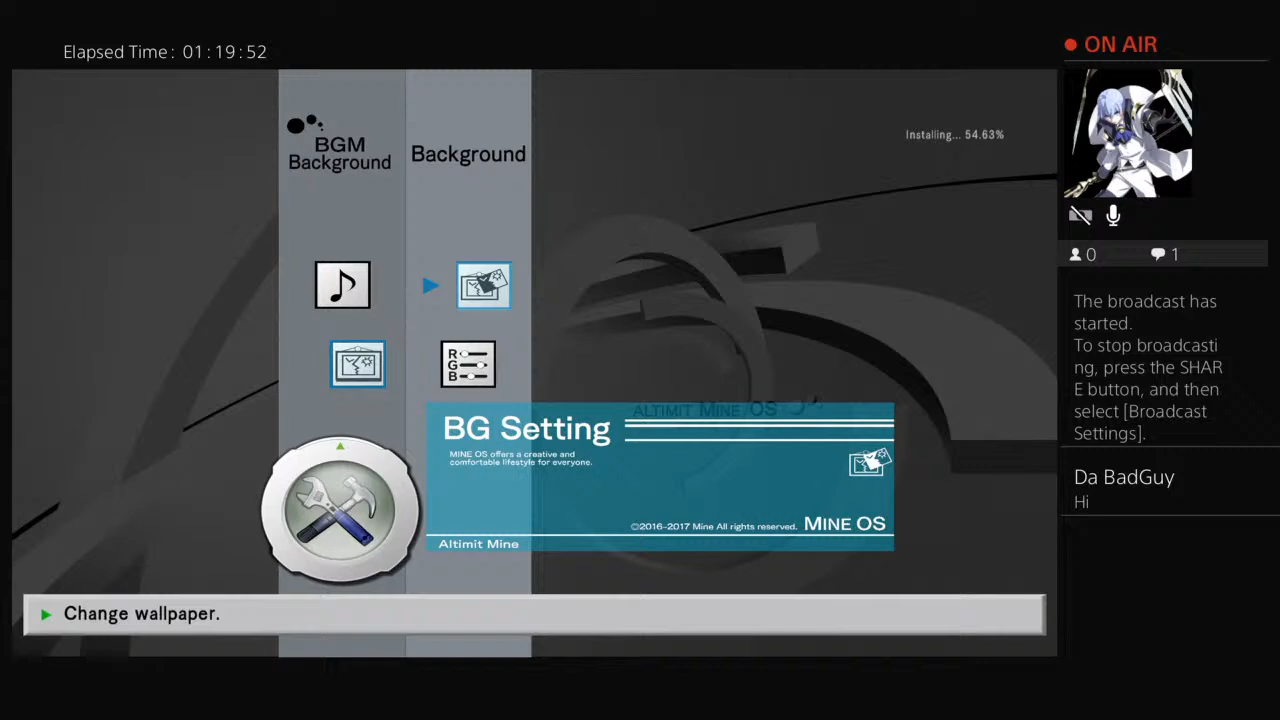 Elapsed Time: 01:19:52
ON AIR
BGM
Background
Background
Installing... 54.63%
0
1
R
G
B
ALTIMIT MINE OS
BG Setting
MINE OS offers a creative and
comfortable lifestyle for everyone.
©2016-2017 Mine All rights reserved. MINE OS
Altimit Mine
Change wallpaper.
The broadcast has
started.
To stop broadcasti
ng, press the SHAR
E button, and then
select [Broadcast
Settings].
Da BadGuy
Hi